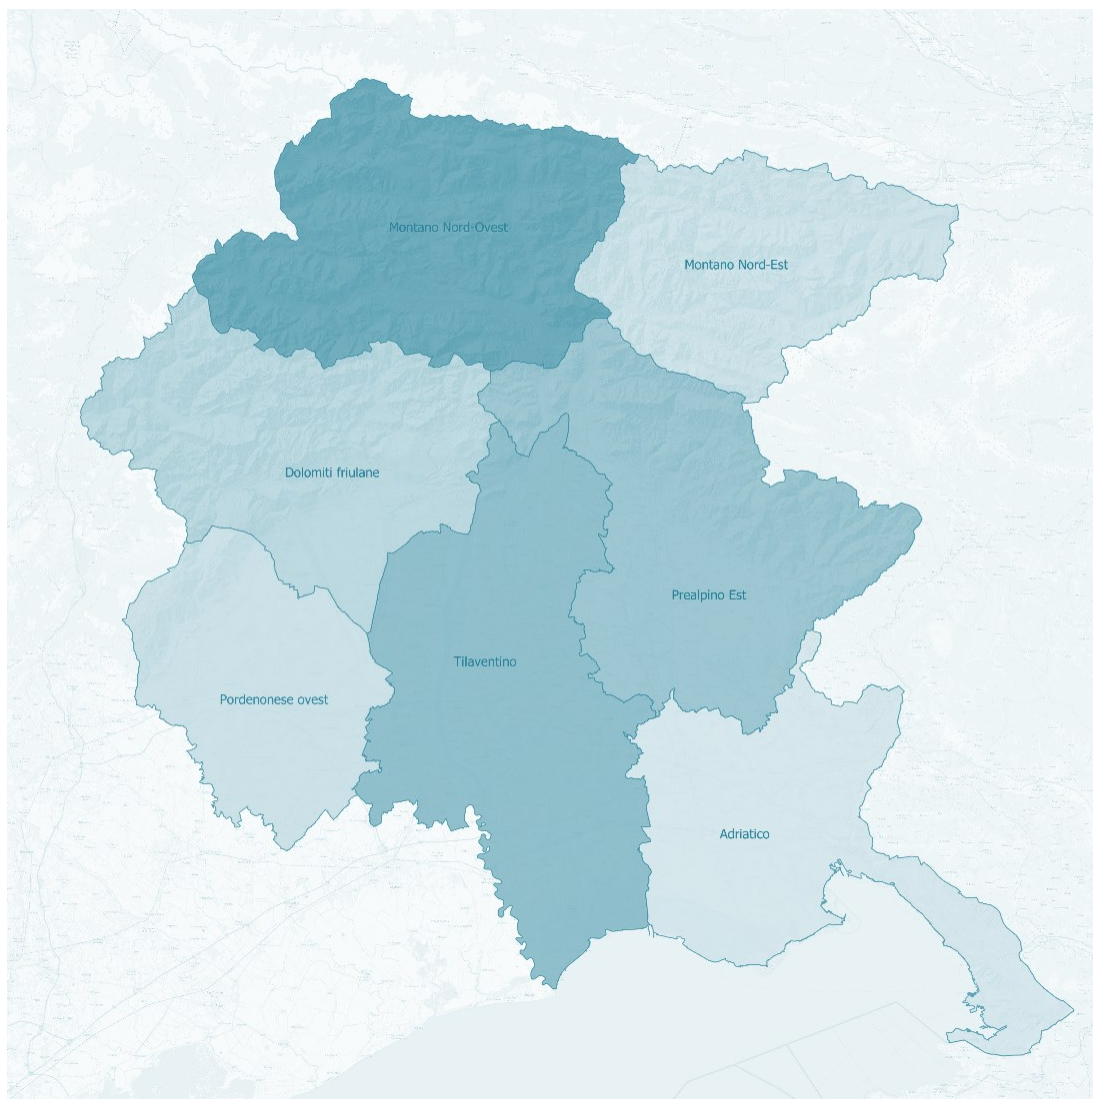 Montano Nord-Ovest
Montano Nord-Est
Dolomiti friulane
Prealpino Est
Tilaventino
Pordenonese ovest
Adriatico